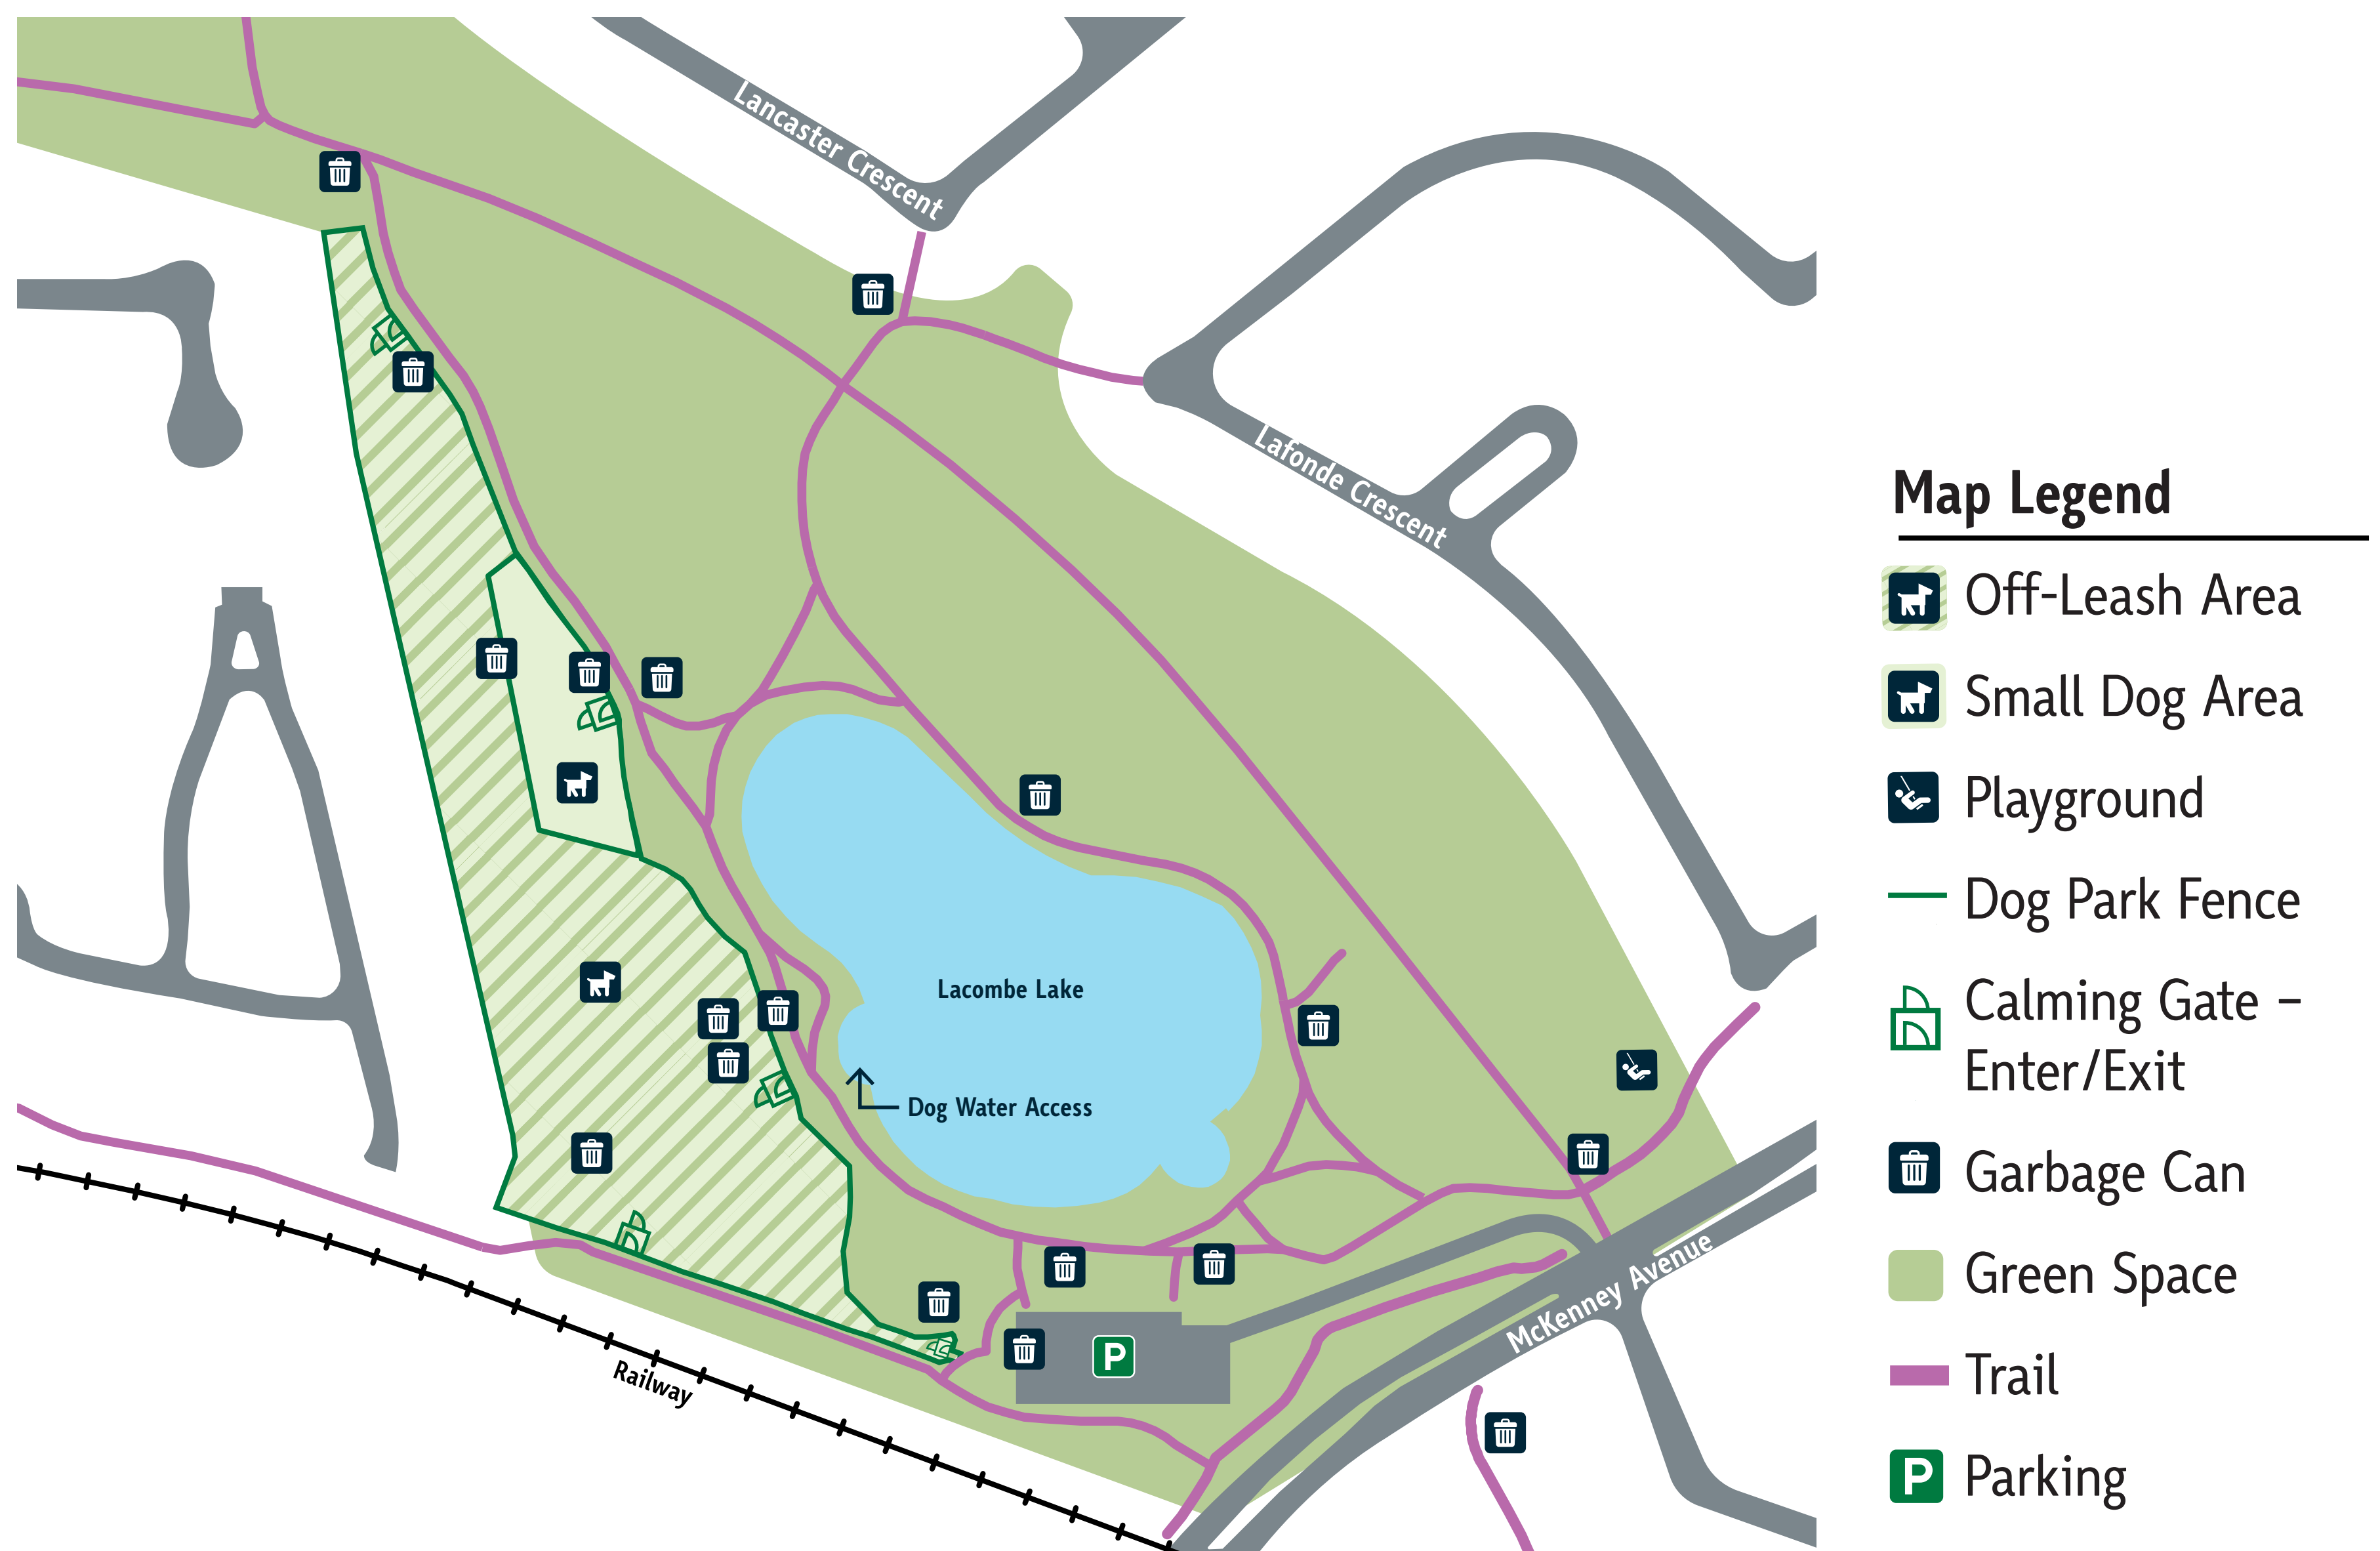 Lancaster Crescent
Lafonde Crescent
Lacombe Lake
Dog Water Access
McKenney Avenue
Railway
P
Map Legend
Off-Leash Area
Small Dog Area
Playground
Dog Park Fence
Calming Gate –
Enter/Exit
Garbage Can
Green Space
Trail
P Parking